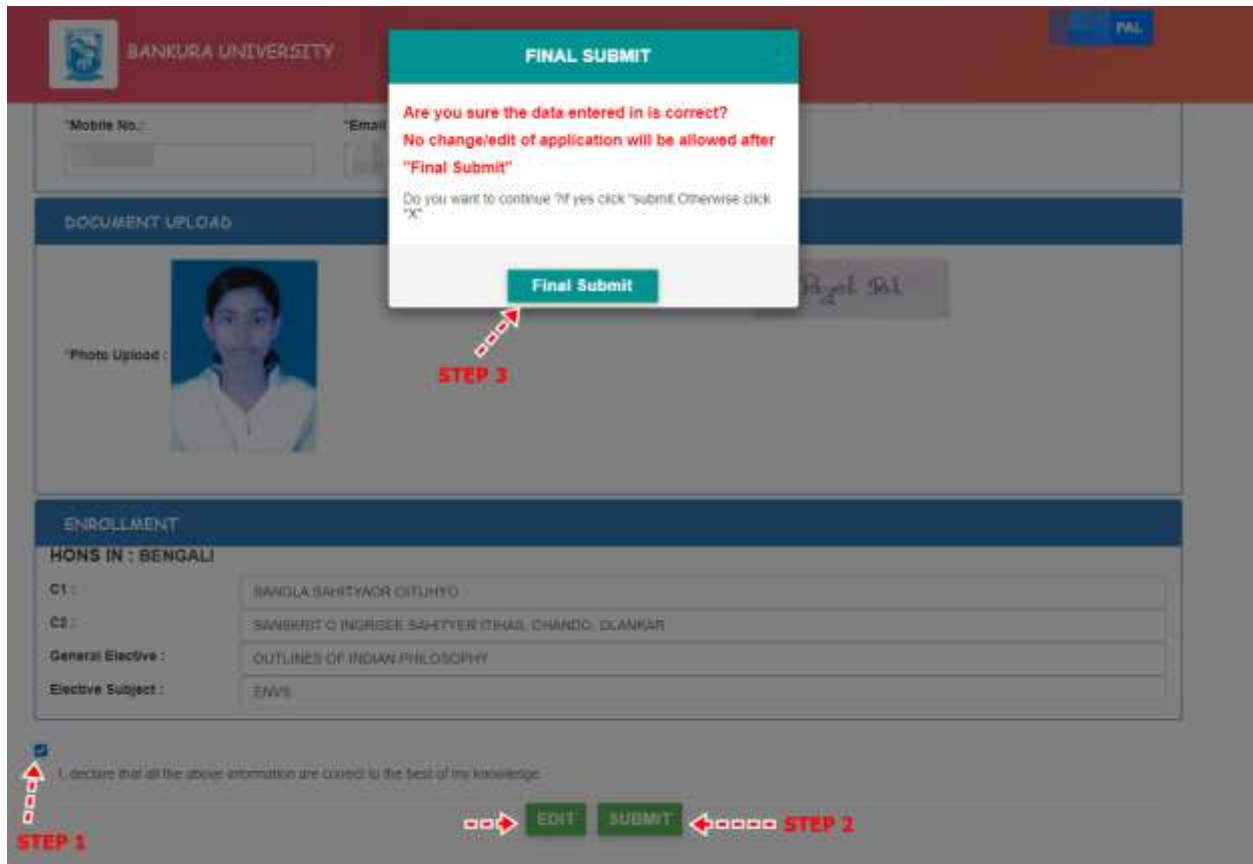 BANKURA UNIVERSITY
PAL
FINAL SUBMIT
Are you sure the data entered in is correct?
No change/edit of application will be allowed after
"Final Submit"
Do you want to continue ?If yes click "submit.Otherwise click
"X"
Final Submit
STEP 3
*Mobile No.:
*Email
DOCUMENT UPLOAD
*Photo Upload :
Payel Pal
ENROLLMENT
HONS IN : BENGALI
C1 :
BANGLA SAHITYAOR OITIJHYO
C2 :
SANSKRIT O INGRGEE SAHITYER ITIHAS, CHANDO, OLANKAR
General Elective :
OUTLINES OF INDIAN PHILOSOPHY
Elective Subject :
ENVS
I, declare that all the above information are correct to the best of my knowledge
STEP 1
EDIT
SUBMIT
STEP 2